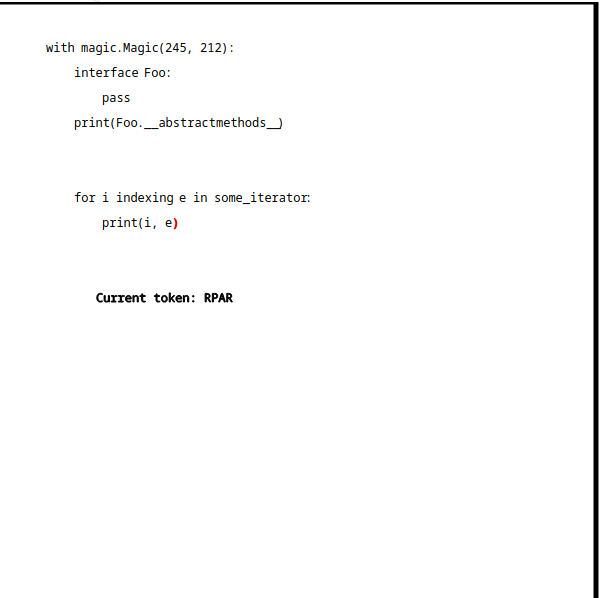 with magic.Magic(245, 212):
interface Foo:
pass
print(Foo.__abstractmethods__)
for i indexing e in some_iterator:
print(i, e)
Current token: RPAR